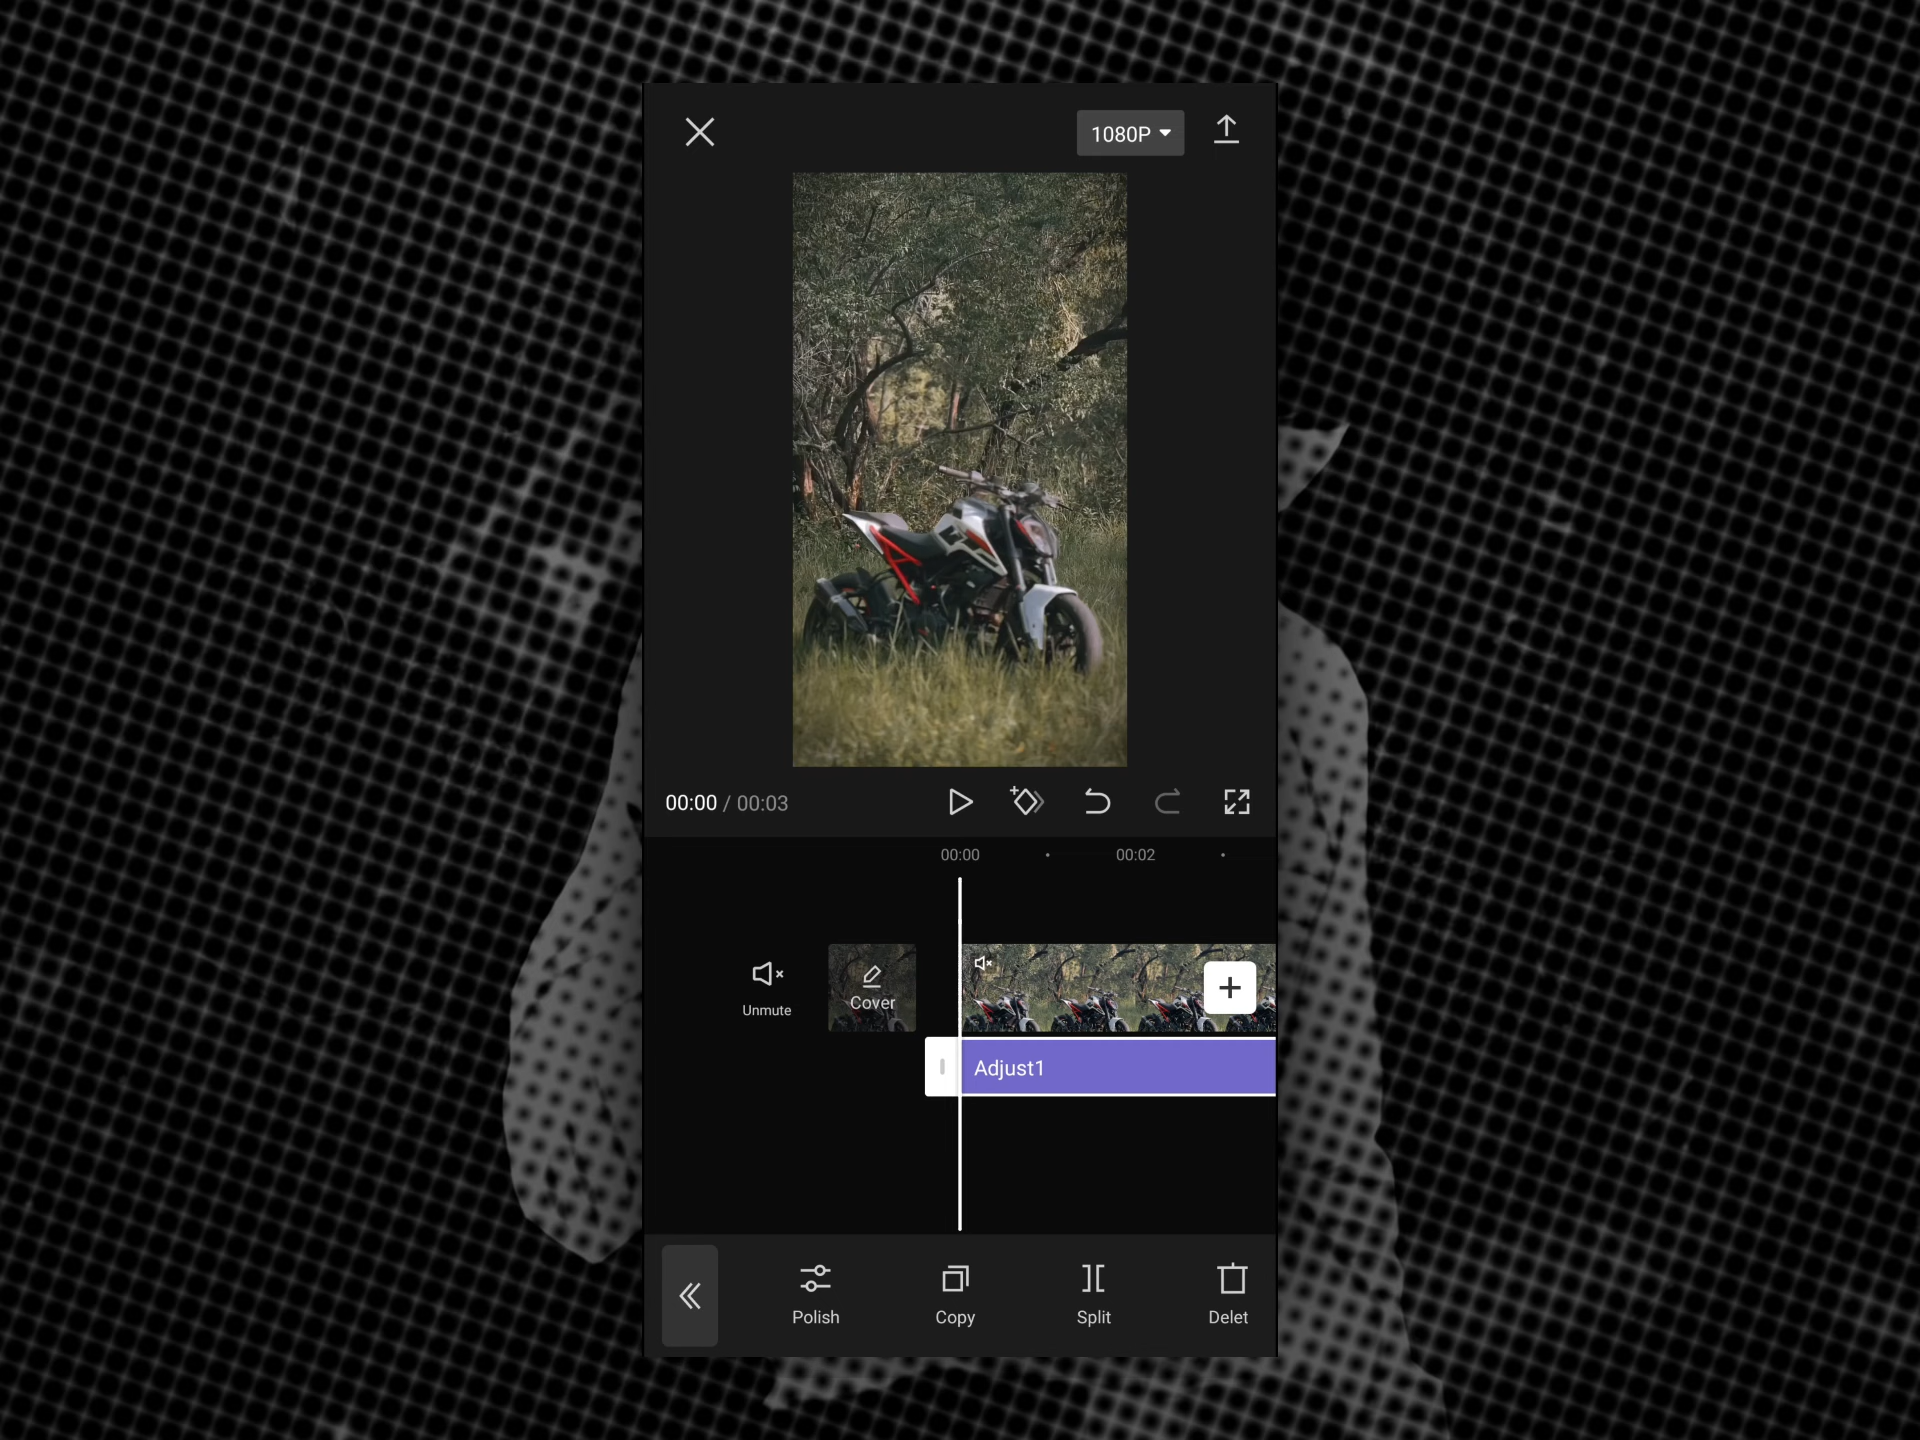 1080P
00:00 / 00:03
00:00
00:02
Unmute
Cover
Adjust1
Polish
Copy
Split
Delet